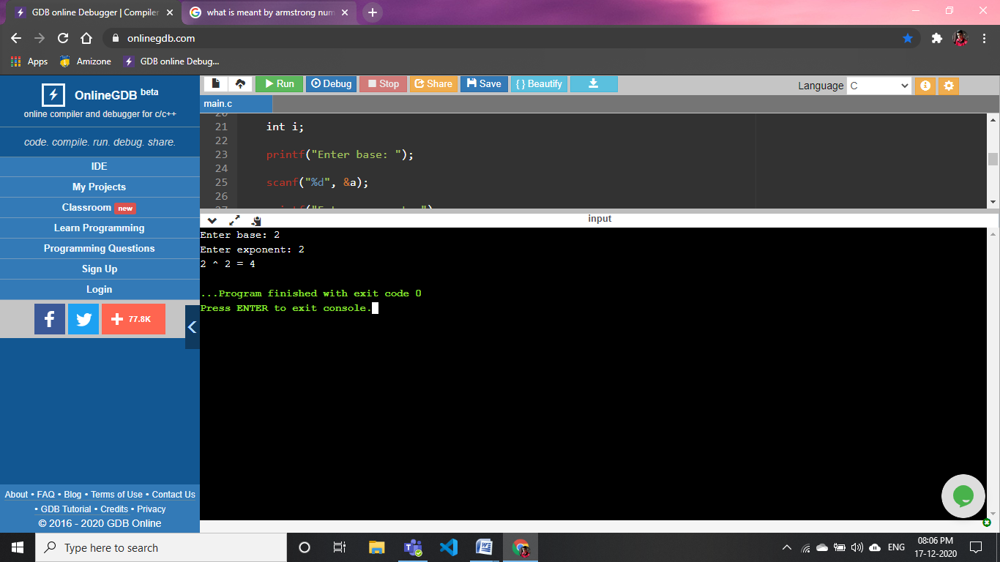 GDB online Debugger | Compiler
what is meant by armstrong num
onlinegdb.com
Apps
Amizone
GDB online Debug...
OnlineGDB beta
online compiler and debugger for c/c++
code. compile. run. debug. share.
IDE
My Projects
Classroom new
Learn Programming
Programming Questions
Sign Up
Login
77.8K
About • FAQ • Blog • Terms of Use • Contact Us
• GDB Tutorial • Credits • Privacy
© 2016 - 2020 GDB Online
Run Debug Stop Share Save { } Beautify
Language C
main.c
20
21 int i;
22
23 printf("Enter base: ");
24
25 scanf("%d", &a);
26
27
input
Enter base: 2
Enter exponent: 2
2 ^ 2 = 4
...Program finished with exit code 0
Press ENTER to exit console.
Type here to search
ENG
08:06 PM
17-12-2020